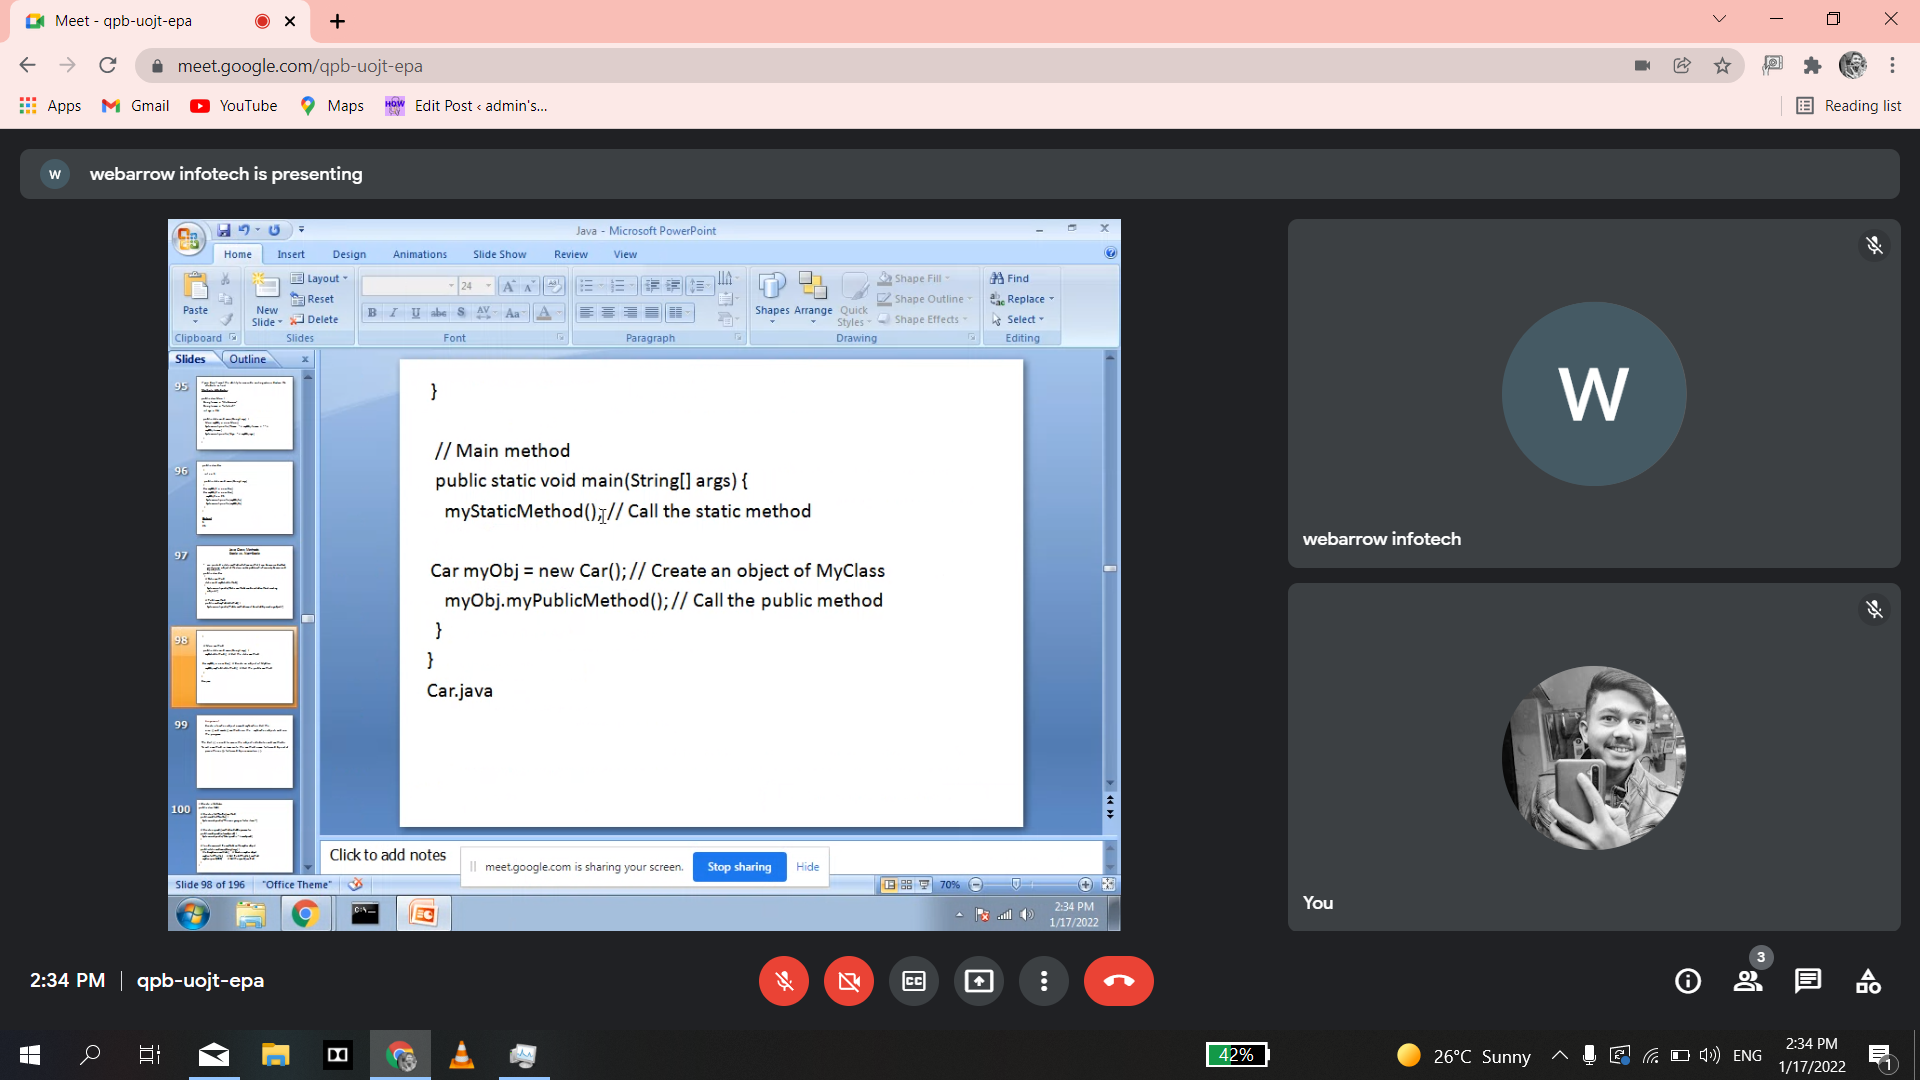 Meet - qpb-uojt-epa
meet.google.com/qpb-uojt-epa
Apps
Gmail
YouTube
Maps
HOW
Edit Post ‹ admin's...
Reading list
W
webarrow infotech is presenting
Java - Microsoft PowerPoint
Home Insert Design Animations Slide Show Review View
Paste
New Slide
Layout
Reset
Delete
24
Shapes
Arrange
Quick Styles
Shape Fill
Shape Outline
Shape Effects
Find
Replace
Select
Clipboard
Slides
Font
Paragraph
Drawing
Editing
Slides
Outline
95
96
97
98
99
100
}
// Main method
public static void main(String[] args) {
myStaticMethod(); // Call the static method
Car myObj = new Car(); // Create an object of MyClass
myObj.myPublicMethod(); // Call the public method
}
}
Car.java
Click to add notes
meet.google.com is sharing your screen.
Stop sharing
Hide
Slide 98 of 196
"Office Theme"
70%
2:34 PM
1/17/2022
W
webarrow infotech
You
2:34 PM
qpb-uojt-epa
3
42%
26°C Sunny
ENG
2:34 PM
1/17/2022
1